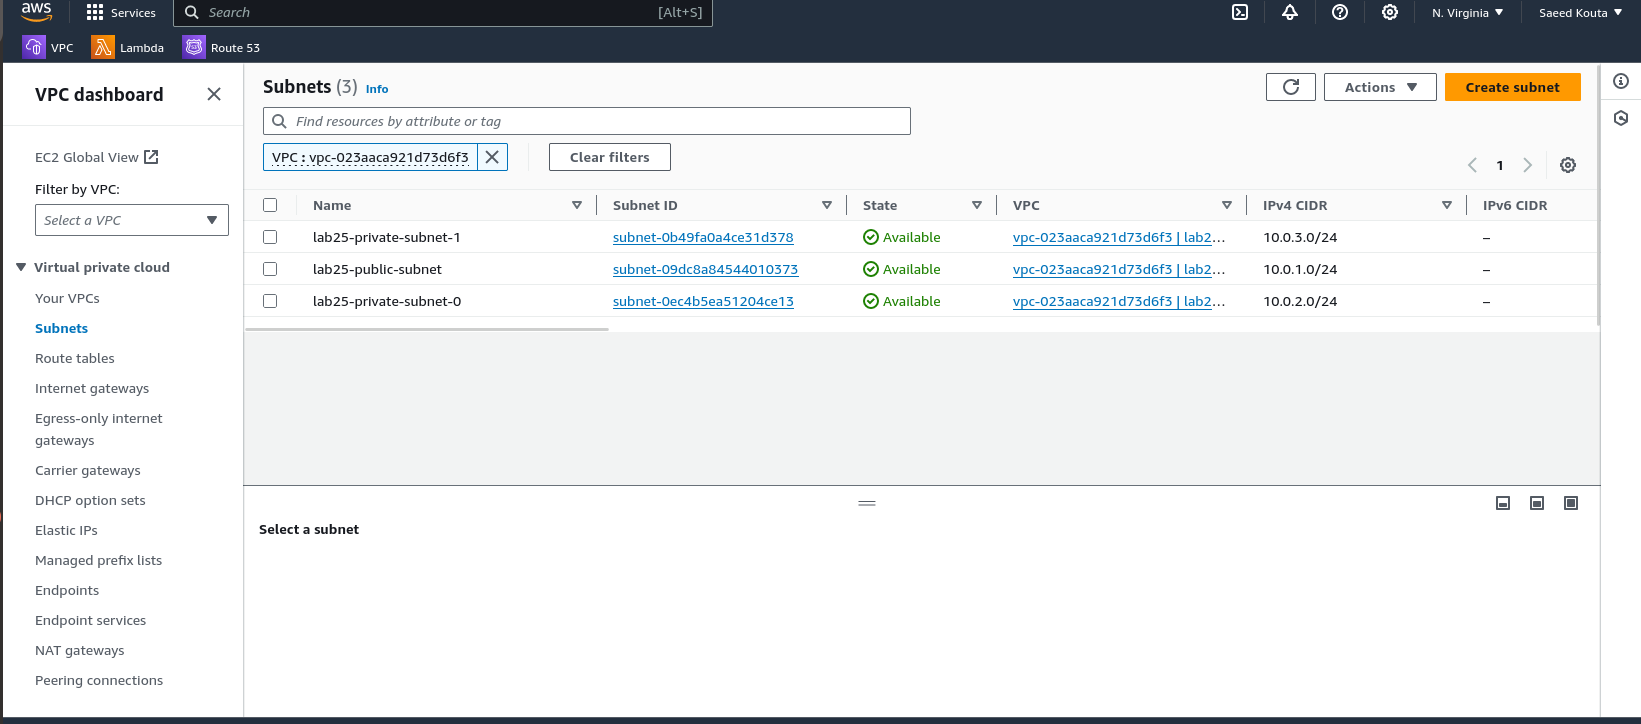 aws Services Search [Alt+S] N. Virginia Saeed Kouta
VPC Lambda Route 53
VPC dashboard
EC2 Global View
Filter by VPC:
Select a VPC
Virtual private cloud
Your VPCs
Subnets
Route tables
Internet gateways
Egress-only internet
gateways
Carrier gateways
DHCP option sets
Elastic IPs
Managed prefix lists
Endpoints
Endpoint services
NAT gateways
Peering connections
Subnets (3) Info
Actions Create subnet
Find resources by attribute or tag
VPC : vpc-023aaca921d73d6f3 Clear filters
1
Name Subnet ID State VPC IPv4 CIDR IPv6 CIDR
lab25-private-subnet-1 subnet-0b49fa0a4ce31d378 Available vpc-023aaca921d73d6f3 | lab2... 10.0.3.0/24 –
lab25-public-subnet subnet-09dc8a84544010373 Available vpc-023aaca921d73d6f3 | lab2... 10.0.1.0/24 –
lab25-private-subnet-0 subnet-0ec4b5ea51204ce13 Available vpc-023aaca921d73d6f3 | lab2... 10.0.2.0/24 –
Select a subnet